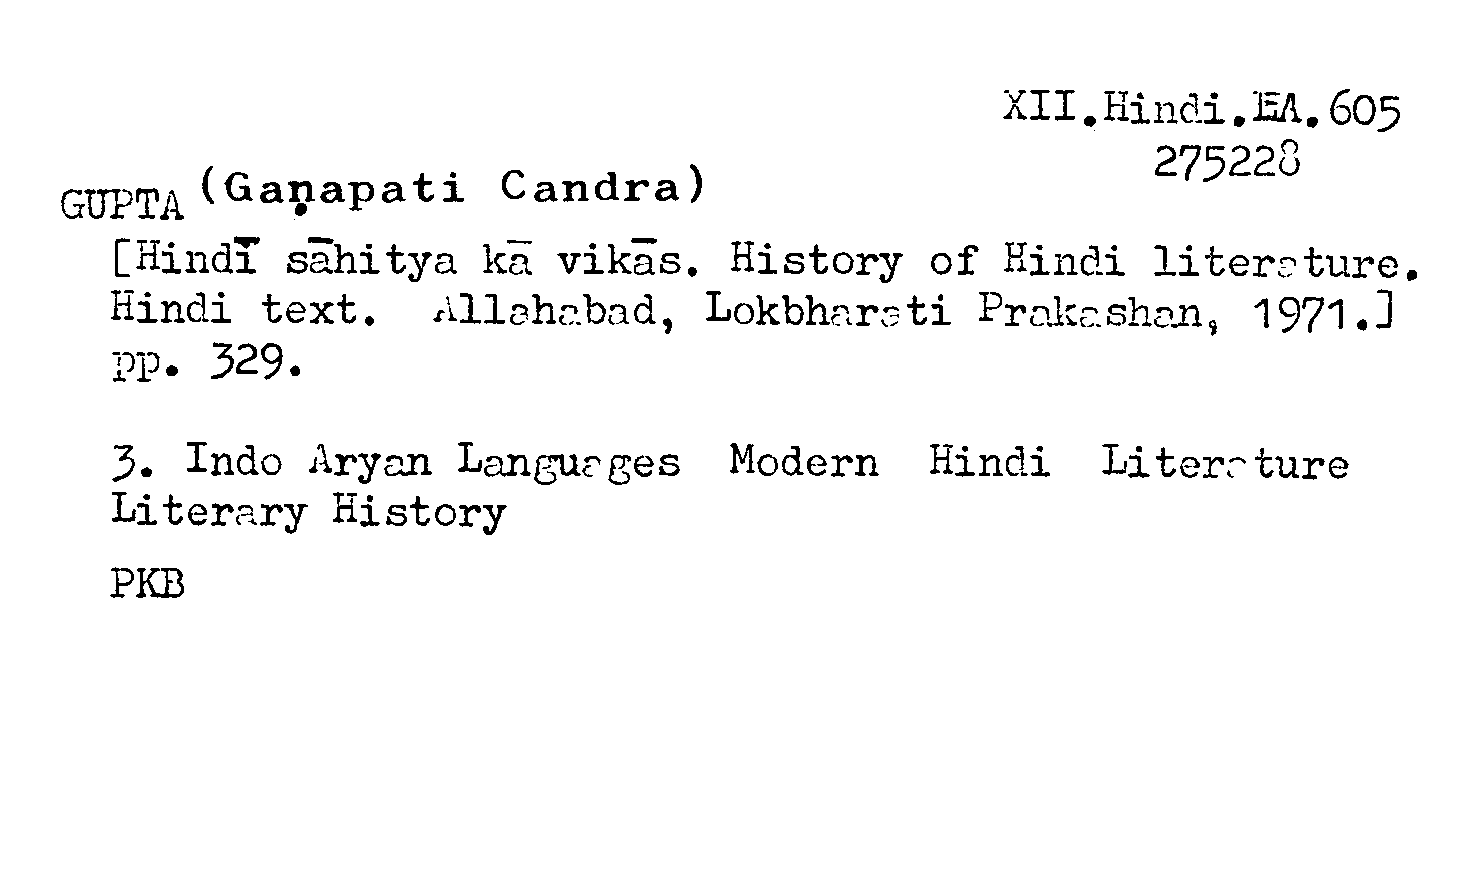 XII.Hindi.EA.605
275228
GUPTA (Gaṇapati Candra)
[Hindī sāhitya kā vikās. History of Hindi literature.
Hindi text. Allahabad, Lokbharati Prakashan, 1971.]
pp. 329.
3. Indo Aryan Languages Modern Hindi Literature
Literary History
PKB